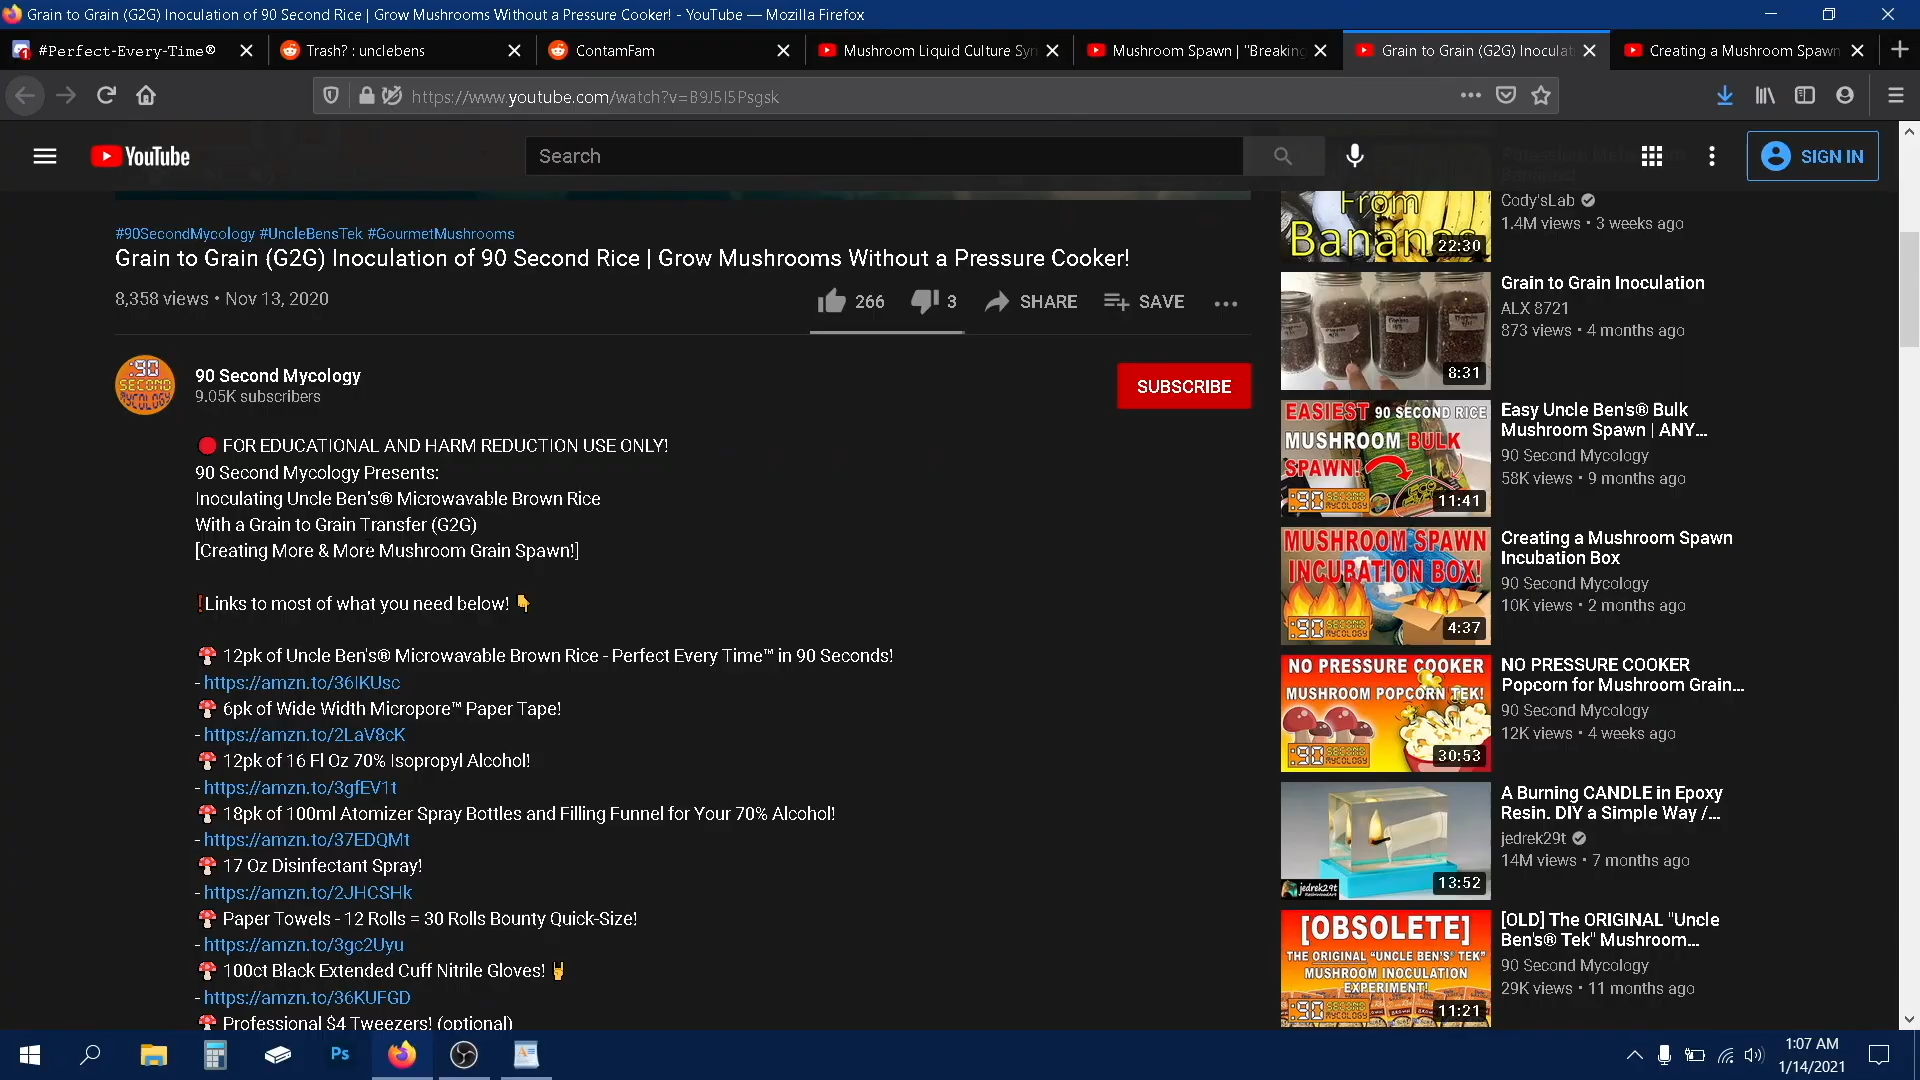 Grain to Grain (G2G) Inoculation of 90 Second Rice | Grow Mushrooms Without a Pressure Cooker! - YouTube — Mozilla Firefox
#Perfect-Every-Time®
Trash? : unclebens
ContamFam
Mushroom Liquid Culture Syr
Mushroom Spawn | "Breaking
Grain to Grain (G2G) Inoculat
Creating a Mushroom Spawn
https://www.youtube.com/watch?v=B9J5I5Psgsk
YouTube
Search
SIGN IN
#90SecondMycology #UncleBensTek #GourmetMushrooms
Grain to Grain (G2G) Inoculation of 90 Second Rice | Grow Mushrooms Without a Pressure Cooker!
8,358 views • Nov 13, 2020
266
3
SHARE
SAVE
:90
SECOND
MYCOLOGY
90 Second Mycology
9.05K subscribers
SUBSCRIBE
FOR EDUCATIONAL AND HARM REDUCTION USE ONLY!
90 Second Mycology Presents:
Inoculating Uncle Ben's® Microwavable Brown Rice
With a Grain to Grain Transfer (G2G)
[Creating More & More Mushroom Grain Spawn!]
❗Links to most of what you need below! 👇
🍄 12pk of Uncle Ben's® Microwavable Brown Rice - Perfect Every Time™ in 90 Seconds!
- https://amzn.to/36IKUsc
🍄 6pk of Wide Width Micropore™ Paper Tape!
- https://amzn.to/2LaV8cK
🍄 12pk of 16 Fl Oz 70% Isopropyl Alcohol!
- https://amzn.to/3gfEV1t
🍄 18pk of 100ml Atomizer Spray Bottles and Filling Funnel for Your 70% Alcohol!
- https://amzn.to/37EDQMt
🍄 17 Oz Disinfectant Spray!
- https://amzn.to/2JHCSHk
🍄 Paper Towels - 12 Rolls = 30 Rolls Bounty Quick-Size!
- https://amzn.to/3gc2Uyu
🍄 100ct Black Extended Cuff Nitrile Gloves! 🤘
- https://amzn.to/36KUFGD
🍄 Professional $4 Tweezers! (optional)
From
Bananas
22:30
Cody'sLab
1.4M views • 3 weeks ago
8:31
Grain to Grain Inoculation
ALX 8721
873 views • 4 months ago
EASIEST 90 SECOND RICE
MUSHROOM BULK
SPAWN!
:90 SECOND MYCOLOGY
11:41
Easy Uncle Ben's® Bulk
Mushroom Spawn | ANY...
90 Second Mycology
58K views • 9 months ago
MUSHROOM SPAWN
INCUBATION BOX!
:90 SECOND MYCOLOGY
4:37
Creating a Mushroom Spawn
Incubation Box
90 Second Mycology
10K views • 2 months ago
NO PRESSURE COOKER
MUSHROOM POPCORN TEK!
:90 SECOND MYCOLOGY
30:53
NO PRESSURE COOKER
Popcorn for Mushroom Grain...
90 Second Mycology
12K views • 4 weeks ago
jedrek29t
13:52
A Burning CANDLE in Epoxy
Resin. DIY a Simple Way /...
jedrek29t
14M views • 7 months ago
[OBSOLETE]
THE ORIGINAL "UNCLE BEN'S® TEK"
MUSHROOM INOCULATION
EXPERIMENT!
:90 SECOND MYCOLOGY
11:21
[OLD] The ORIGINAL "Uncle
Ben's® Tek" Mushroom...
90 Second Mycology
29K views • 11 months ago
Ps
1:07 AM
1/14/2021